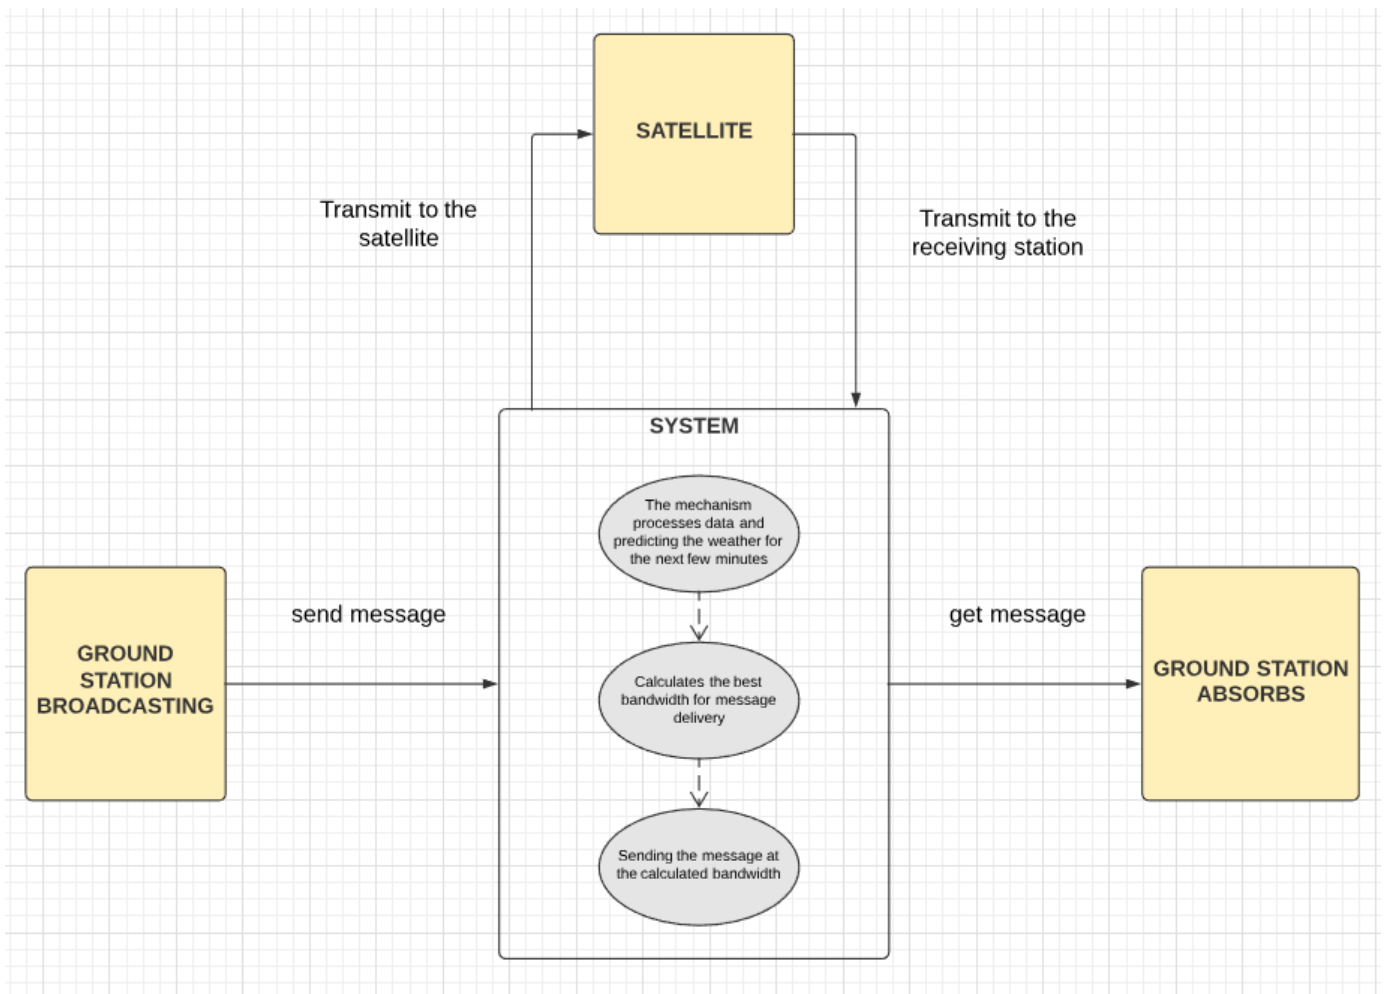 SATELLITE
Transmit to the
satellite
Transmit to the
receiving station
SYSTEM
The mechanism
processes data and
predicting the weather for
the next few minutes
send message
get message
GROUND
STATION
BROADCASTING
Calculates the best
bandwidth for message
delivery
GROUND STATION
ABSORBS
Sending the message at
the calculated bandwidth